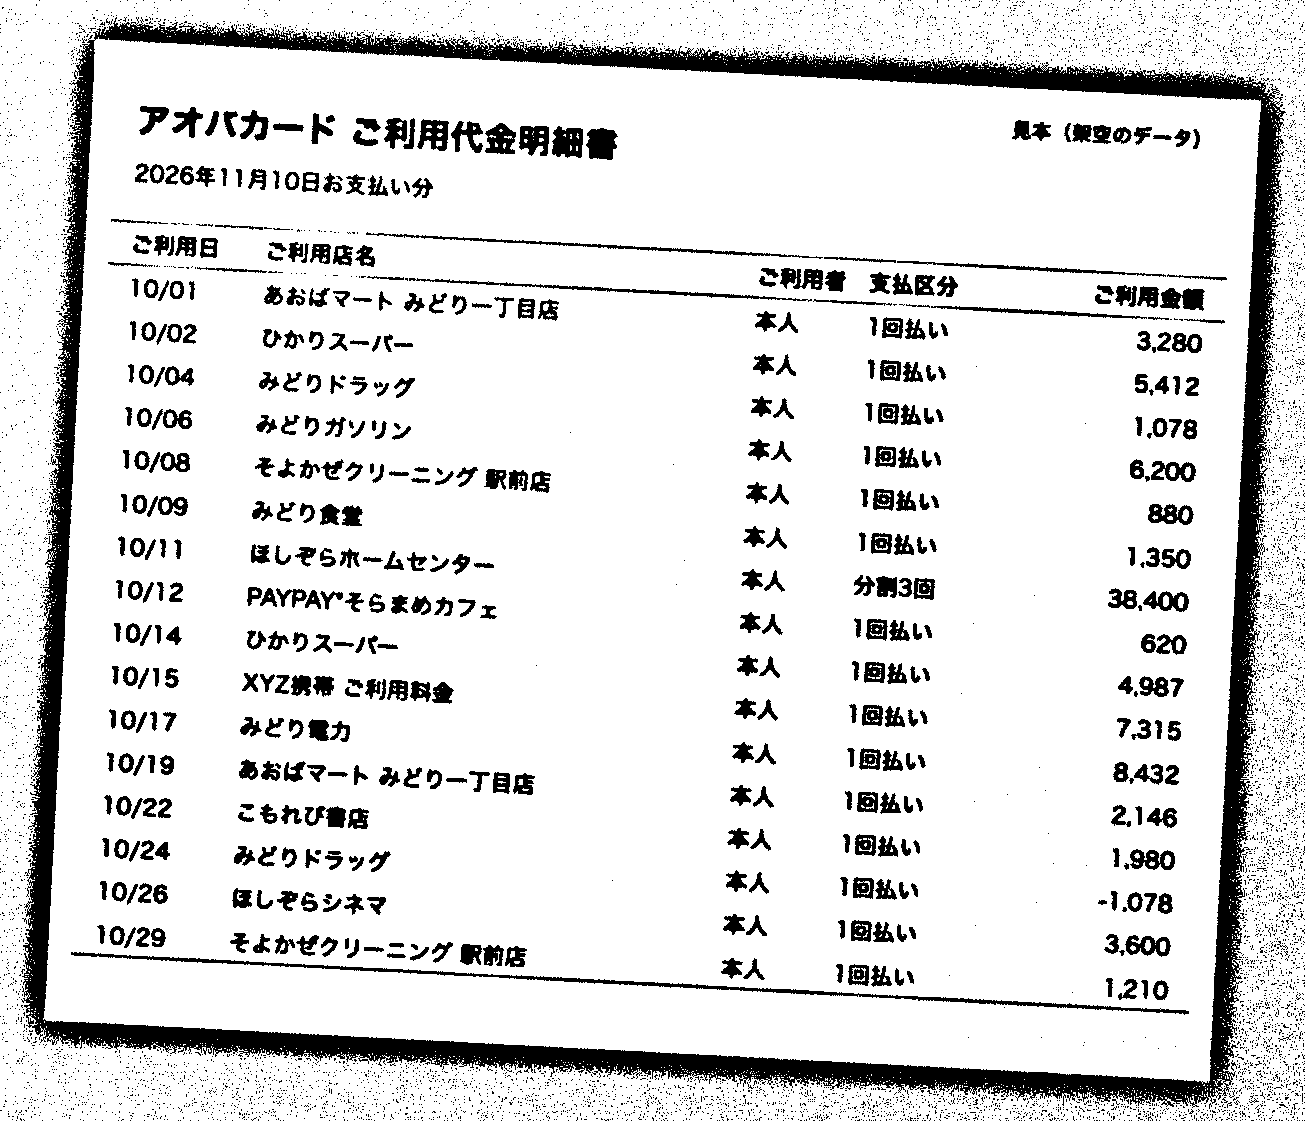 アオバカード ご利用代金明細書
見本（架空のデータ）
2026年11月10日お支払い分
ご利用日 ご利用店名 ご利用者 支払区分 ご利用金額
10/01 あおばマート みどり一丁目店 本人 1回払い 3,280
10/02 ひかりスーパー 本人 1回払い 5,412
10/04 みどりドラッグ 本人 1回払い 1,078
10/06 みどりガソリン 本人 1回払い 6,200
10/08 そよかぜクリーニング 駅前店 本人 1回払い 880
10/09 みどり食堂 本人 1回払い 1,350
10/11 ほしぞらホームセンター 本人 分割3回 38,400
10/12 PAYPAY*そらまめカフェ 本人 1回払い 620
10/14 ひかりスーパー 本人 1回払い 4,987
10/15 XYZ携帯 ご利用料金 本人 1回払い 7,315
10/17 みどり電力 本人 1回払い 8,432
10/19 あおばマート みどり一丁目店 本人 1回払い 2,146
10/22 こもれび書店 本人 1回払い 1,980
10/24 みどりドラッグ 本人 1回払い -1,078
10/26 ほしぞらシネマ 本人 1回払い 3,600
10/29 そよかぜクリーニング 駅前店 本人 1回払い 1,210